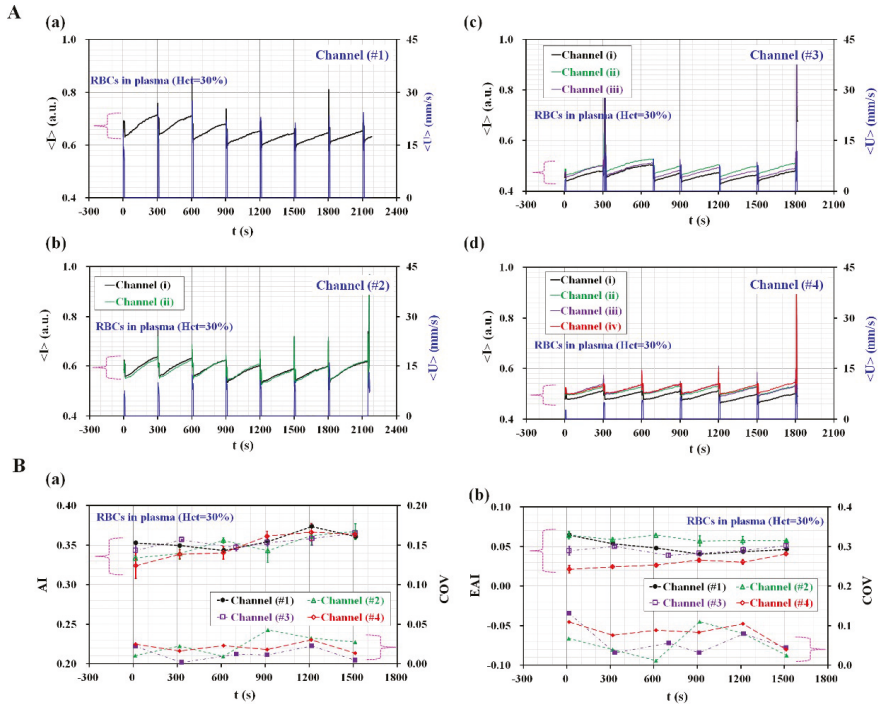 A
(a)
Channel (#1)
RBCs in plasma (Hct=30%)
<I> (a.u.)
1.0
0.8
0.6
0.4
45
30
15
0
<U> (mm/s)
-300 0 300 600 900 1200 1500 1800 2100 2400
t (s)
(b)
Channel (#2)
Channel (i)
Channel (ii)
RBCs in plasma (Hct=30%)
<I> (a.u.)
1.0
0.8
0.6
0.4
45
30
15
0
<U> (mm/s)
-300 0 300 600 900 1200 1500 1800 2100 2400
t (s)
(c)
Channel (#3)
Channel (i)
Channel (ii)
Channel (iii)
RBCs in plasma (Hct=30%)
<I> (a.u.)
1.0
0.8
0.6
0.4
45
30
15
0
<U> (mm/s)
-300 0 300 600 900 1200 1500 1800 2100
t (s)
(d)
Channel (#4)
Channel (i)
Channel (ii)
Channel (iii)
Channel (iv)
RBCs in plasma (Hct=30%)
<I> (a.u.)
1.0
0.8
0.6
0.4
45
30
15
0
<U> (mm/s)
-300 0 300 600 900 1200 1500 1800 2100
t (s)
B
(a)
RBCs in plasma (Hct=30%)
AI
0.40
0.35
0.30
0.25
0.20
0.20
0.15
0.10
0.05
0.00
COV
Channel (#1) Channel (#2)
Channel (#3) Channel (#4)
-300 0 300 600 900 1200 1500 1800
t (s)
(b)
RBCs in plasma (Hct=30%)
EAI
0.10
0.05
0.00
-0.05
-0.10
0.4
0.3
0.2
0.1
0.0
COV
Channel (#1) Channel (#2)
Channel (#3) Channel (#4)
-300 0 300 600 900 1200 1500 1800
t (s)